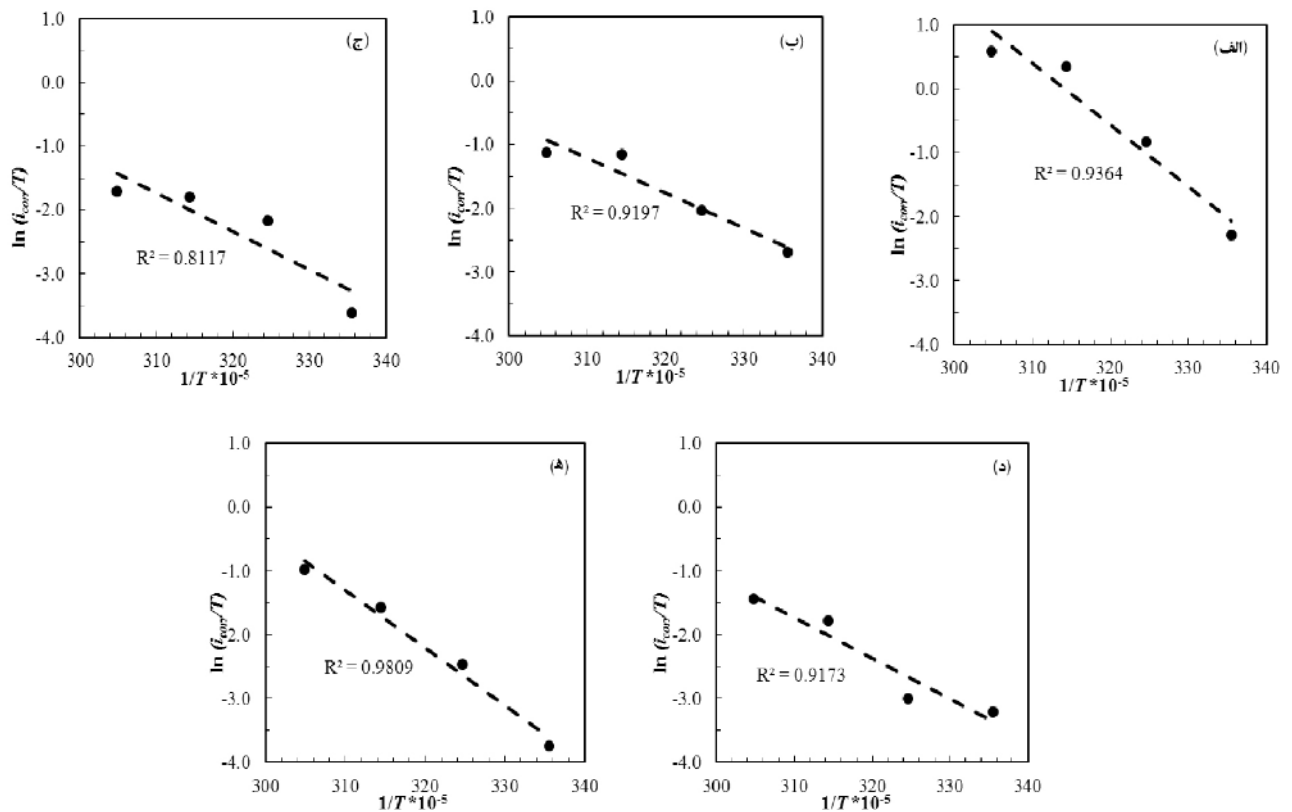 (الف)
1.0
0.0
-1.0
-2.0
-3.0
-4.0
ln (i_corr/T)
R² = 0.9364
300 310 320 330 340
1/T *10⁻⁵
(ب)
1.0
0.0
-1.0
-2.0
-3.0
-4.0
ln (i_corr/T)
R² = 0.9197
300 310 320 330 340
1/T *10⁻⁵
(ج)
1.0
0.0
-1.0
-2.0
-3.0
-4.0
ln (i_corr/T)
R² = 0.8117
300 310 320 330 340
1/T *10⁻⁵
(د)
1.0
0.0
-1.0
-2.0
-3.0
-4.0
ln (i_corr/T)
R² = 0.9173
300 310 320 330 340
1/T *10⁻⁵
(ه)
1.0
0.0
-1.0
-2.0
-3.0
-4.0
ln (i_corr/T)
R² = 0.9809
300 310 320 330 340
1/T *10⁻⁵